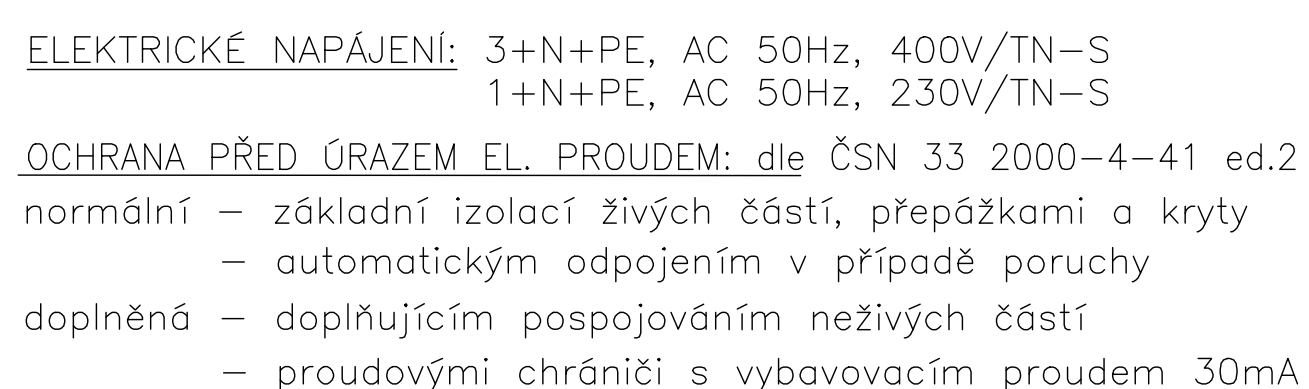 ELEKTRICKÉ NAPÁJENÍ: 3+N+PE, AC 50Hz, 400V/TN-S
1+N+PE, AC 50Hz, 230V/TN-S
OCHRANA PŘED ÚRAZEM EL. PROUDEM: dle ČSN 33 2000-4-41 ed.2
normální - základní izolací živých částí, přepážkami a kryty
- automatickým odpojením v případě poruchy
doplněná - doplňujícím pospojováním neživých částí
- proudovými chrániči s vybavovacím proudem 30mA